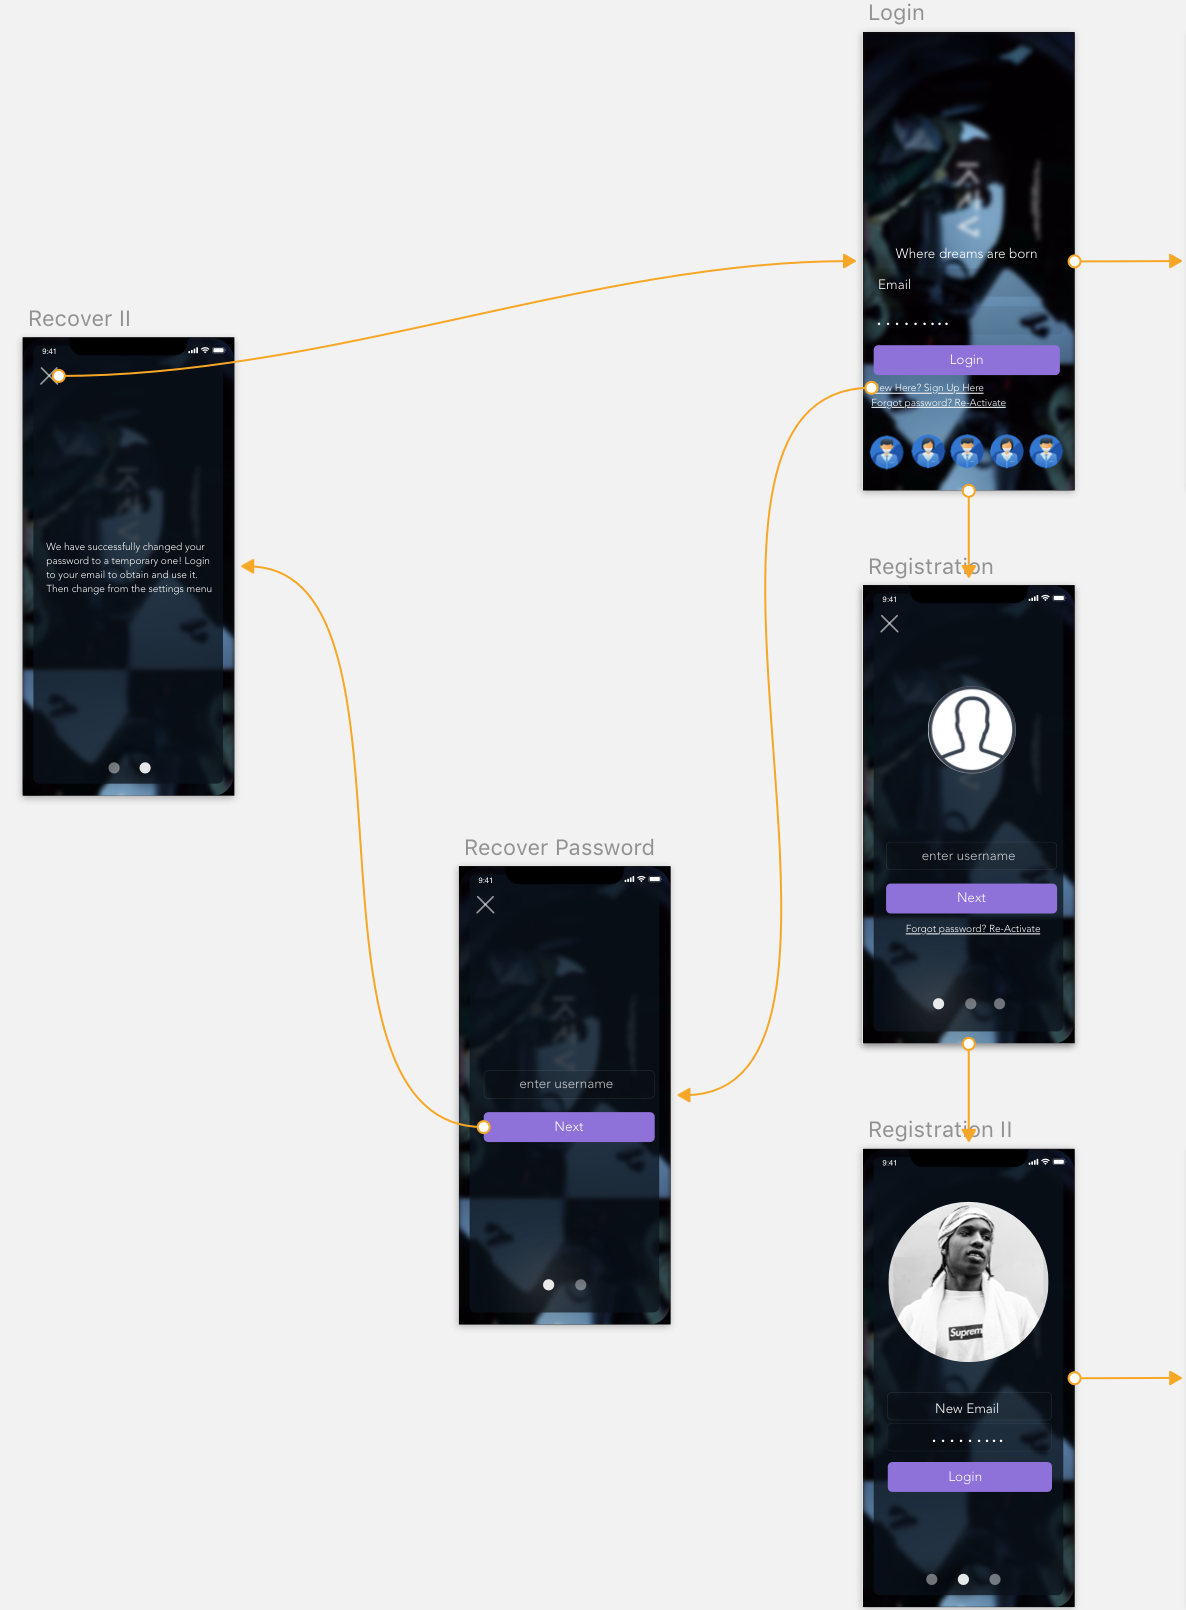 Login
Where dreams are born
Email
Login
ew Here? Sign Up Here
Forgot password? Re-Activate
Recover II
9:41
We have successfully changed your
password to a temporary one! Login
to your email to obtain and use it.
Then change from the settings menu
Registration
9:41
enter username
Next
Forgot password? Re-Activate
Recover Password
9:41
enter username
Next
Registration II
9:41
Suprem
New Email
Login